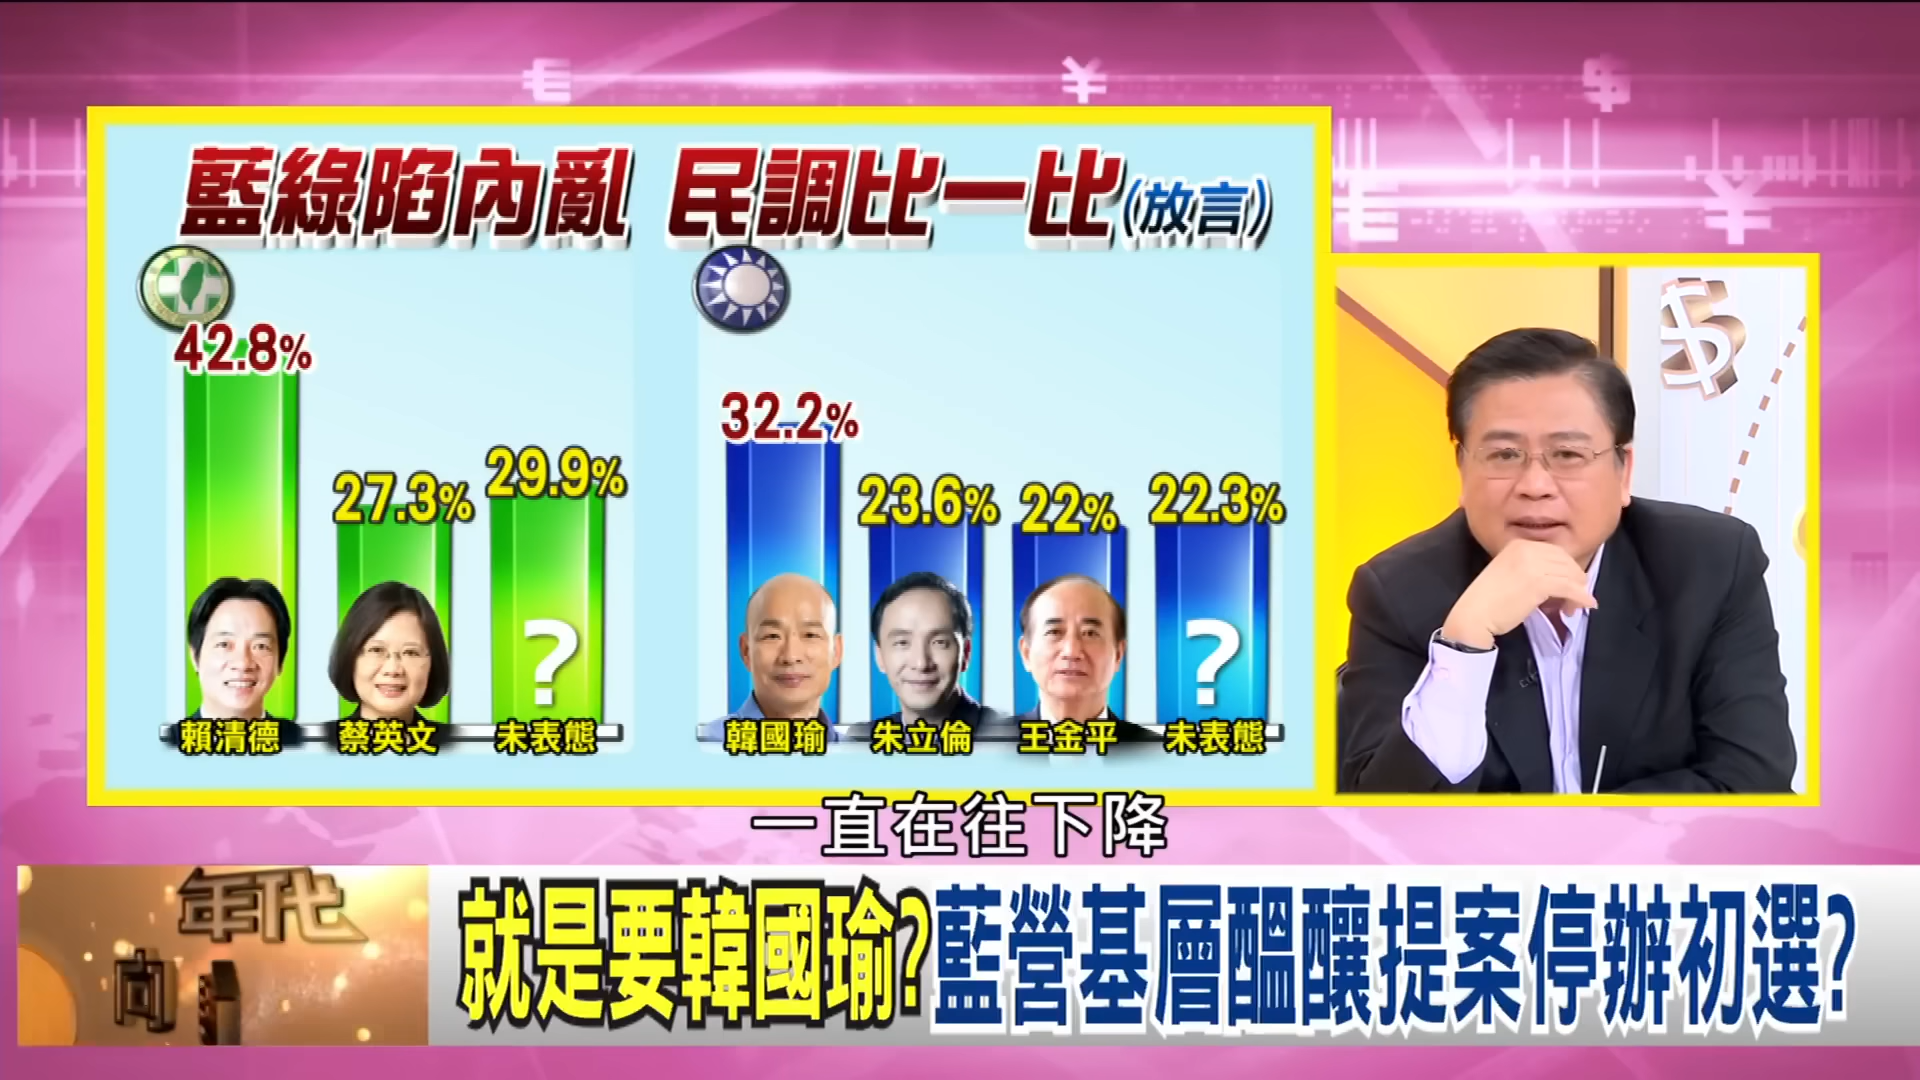 藍綠陷內亂 民調比一比(放言)
42.8%
27.3%
29.9%
32.2%
23.6%
22%
22.3%
?
?
賴清德
蔡英文
未表態
韓國瑜
朱立倫
王金平
未表態
一直在往下降
年代
向
就是要韓國瑜?藍營基層醞釀提案停辦初選?